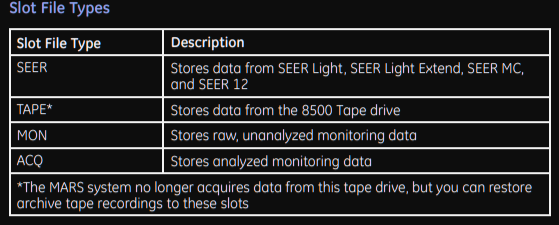 Slot File Types
Slot File Type Description
SEER Stores data from SEER Light, SEER Light Extend, SEER MC,
and SEER 12
TAPE* Stores data from the 8500 Tape drive
MON Stores raw, unanalyzed monitoring data
ACQ Stores analyzed monitoring data
*The MARS system no longer acquires data from this tape drive, but you can restore
archive tape recordings to these slots